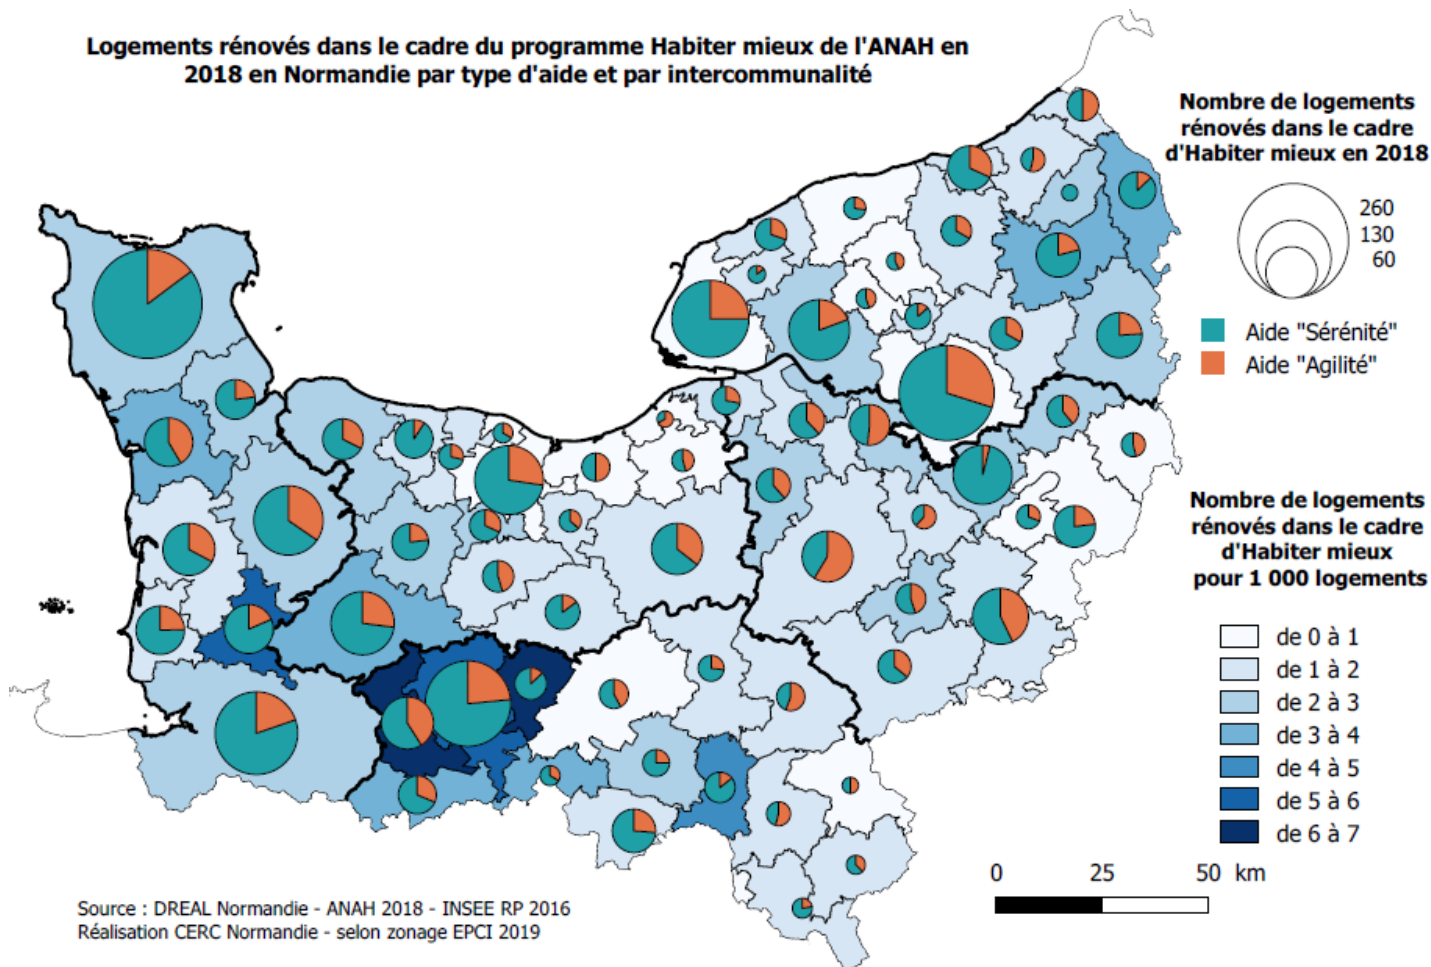 Logements rénovés dans le cadre du programme Habiter mieux de l'ANAH en
2018 en Normandie par type d'aide et par intercommunalité
Nombre de logements
rénovés dans le cadre
d'Habiter mieux en 2018
260
130
60
Aide "Sérénité"
Aide "Agilité"
Nombre de logements
rénovés dans le cadre
d'Habiter mieux
pour 1 000 logements
de 0 à 1
de 1 à 2
de 2 à 3
de 3 à 4
de 4 à 5
de 5 à 6
de 6 à 7
0 25 50 km
Source : DREAL Normandie - ANAH 2018 - INSEE RP 2016
Réalisation CERC Normandie - selon zonage EPCI 2019